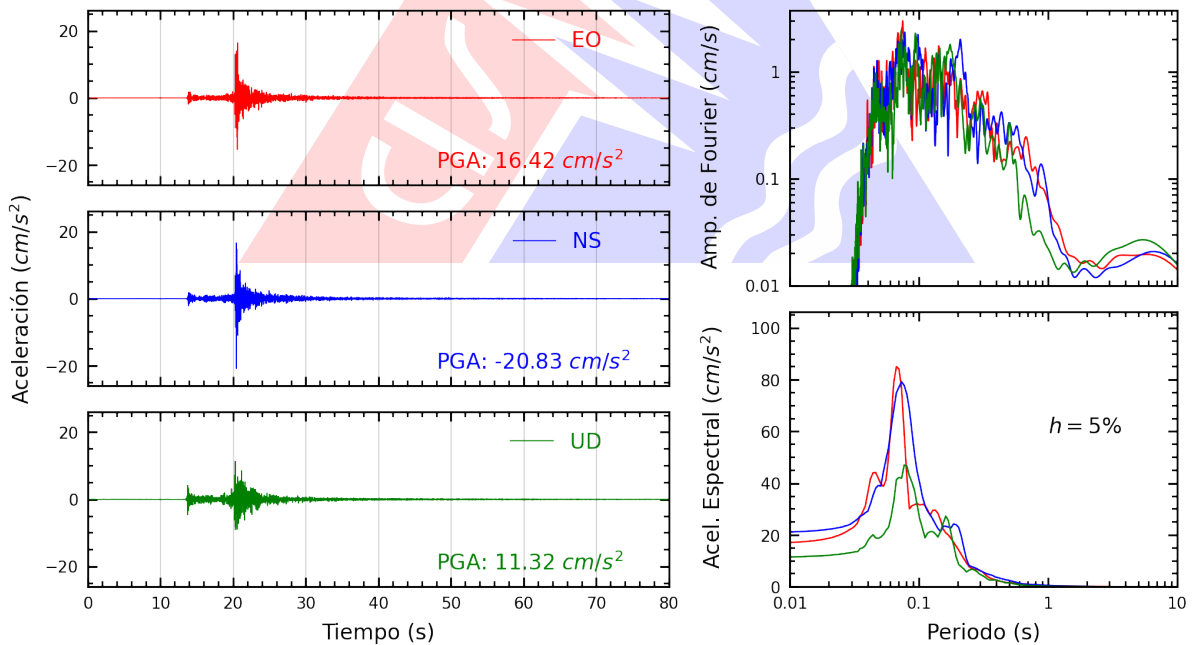 Aceleración (cm/s²)
20
0
−20
EO
PGA: 16.42 cm/s²
20
0
−20
NS
PGA: -20.83 cm/s²
20
0
−20
UD
PGA: 11.32 cm/s²
0 10 20 30 40 50 60 70 80
Tiempo (s)
Amp. de Fourier (cm/s)
1
0.1
0.01
Acel. Espectral (cm/s²)
100
80
60
40
20
0
h = 5%
0.01 0.1 1 10
Periodo (s)
CIS